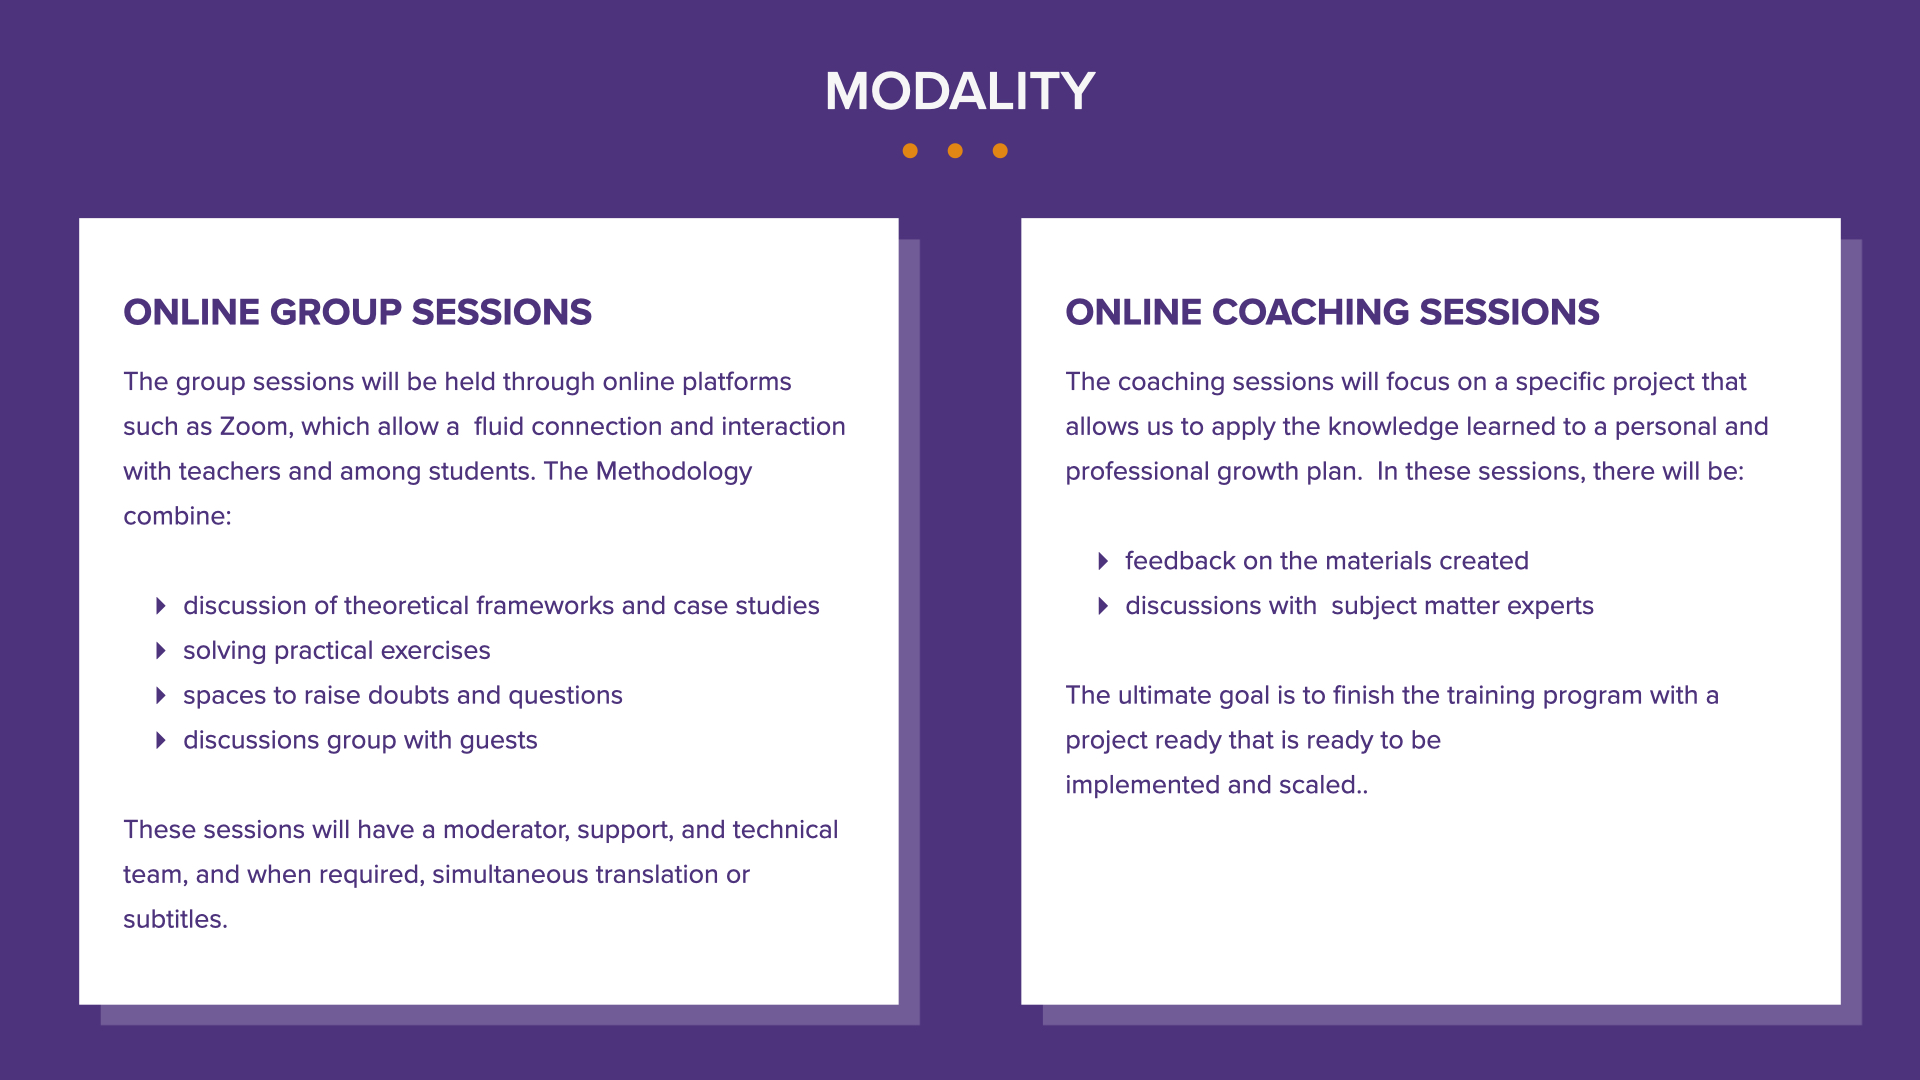 MODALITY
ONLINE GROUP SESSIONS
The group sessions will be held through online platforms
such as Zoom, which allow a  fluid connection and interaction
with teachers and among students. The Methodology
combine:
discussion of theoretical frameworks and case studies
solving practical exercises
spaces to raise doubts and questions
discussions group with guests
These sessions will have a moderator, support, and technical
team, and when required, simultaneous translation or
subtitles.
ONLINE COACHING SESSIONS
The coaching sessions will focus on a specific project that
allows us to apply the knowledge learned to a personal and
professional growth plan.  In these sessions, there will be:
feedback on the materials created
discussions with  subject matter experts
The ultimate goal is to finish the training program with a
project ready that is ready to be
implemented and scaled..